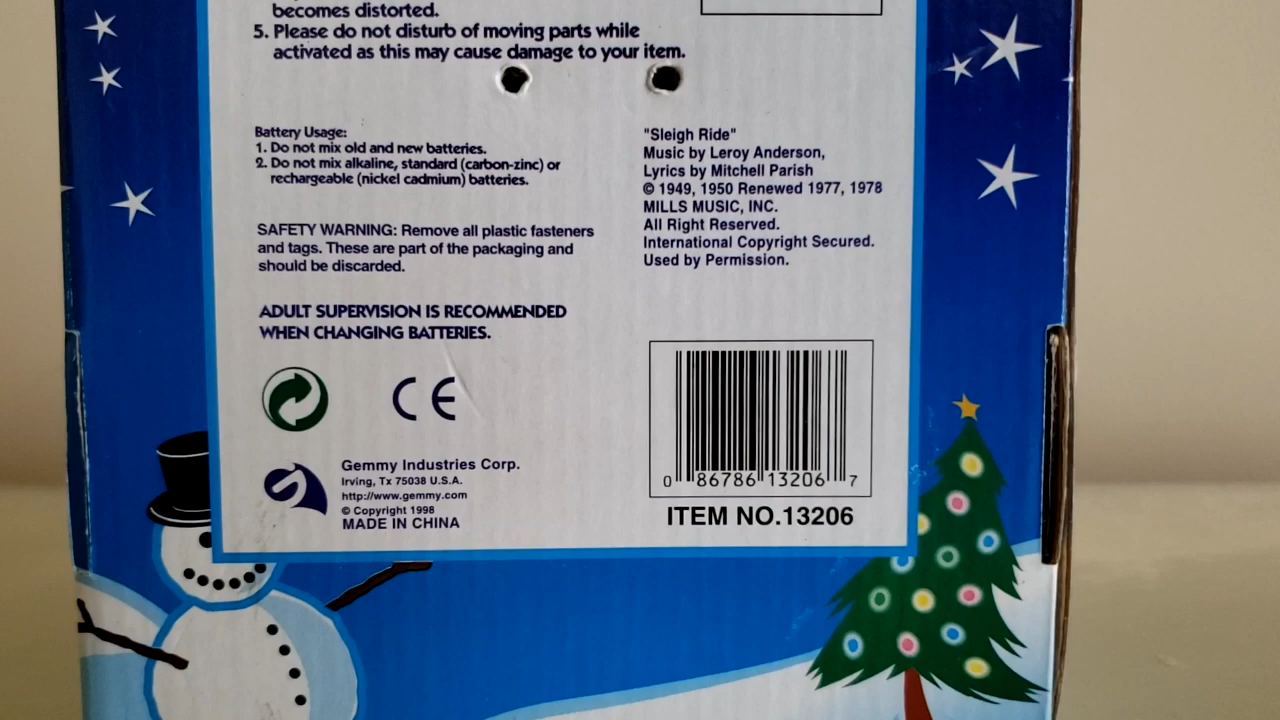 becomes distorted.
5. Please do not disturb of moving parts while
activated as this may cause damage to your item.
Battery Usage:
1. Do not mix old and new batteries.
2. Do not mix alkaline, standard (carbon-zinc) or
rechargeable (nickel cadmium) batteries.
SAFETY WARNING: Remove all plastic fasteners
and tags. These are part of the packaging and
should be discarded.
ADULT SUPERVISION IS RECOMMENDED
WHEN CHANGING BATTERIES.
CE
Gemmy Industries Corp.
Irving, Tx 75038 U.S.A.
http://www.gemmy.com
© Copyright 1998
MADE IN CHINA
"Sleigh Ride"
Music by Leroy Anderson,
Lyrics by Mitchell Parish
© 1949, 1950 Renewed 1977, 1978
MILLS MUSIC, INC.
All Right Reserved.
International Copyright Secured.
Used by Permission.
0 86786 13206 7
ITEM NO.13206